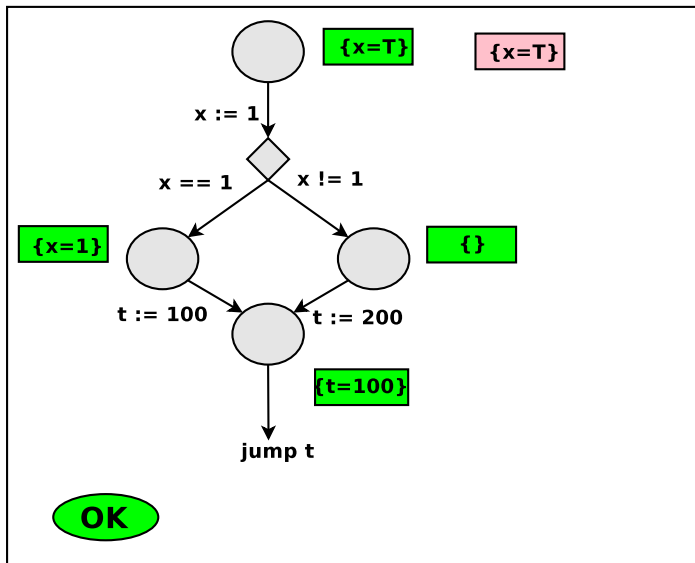 {x=T}
{x=T}
x := 1
x == 1
x != 1
{x=1}
{}
t := 100
t := 200
{t=100}
jump t
OK